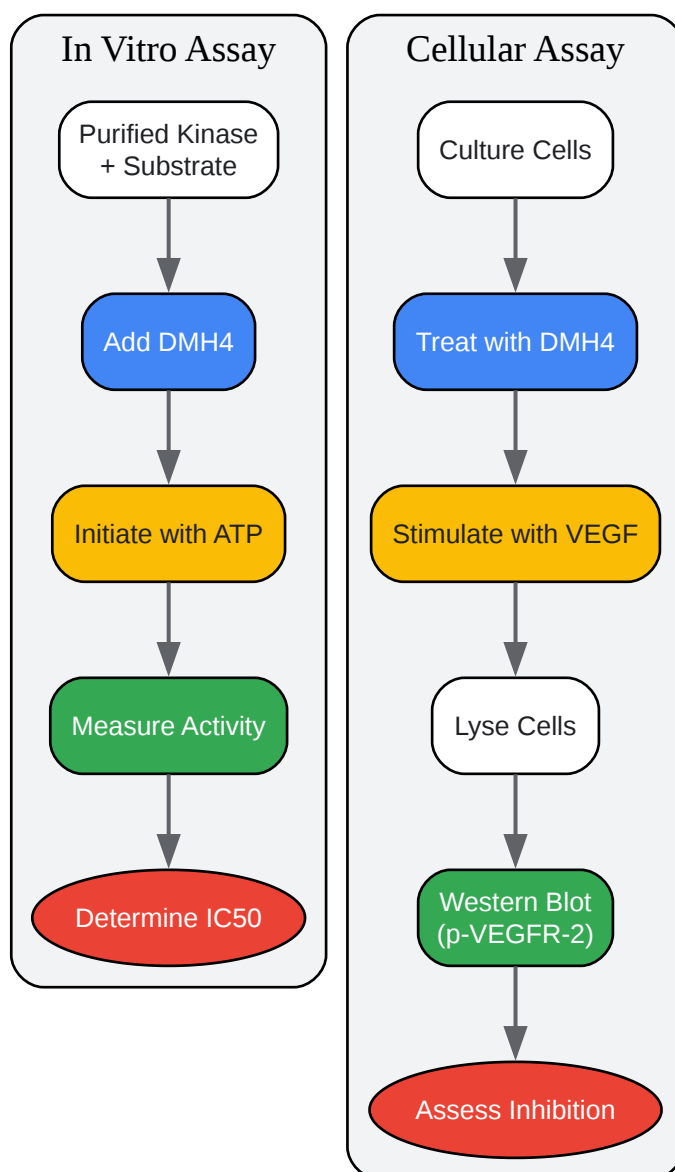 In Vitro Assay
Purified Kinase
+ Substrate
Add DMH4
Initiate with ATP
Measure Activity
Determine IC50
Cellular Assay
Culture Cells
Treat with DMH4
Stimulate with VEGF
Lyse Cells
Western Blot
(p-VEGFR-2)
Assess Inhibition